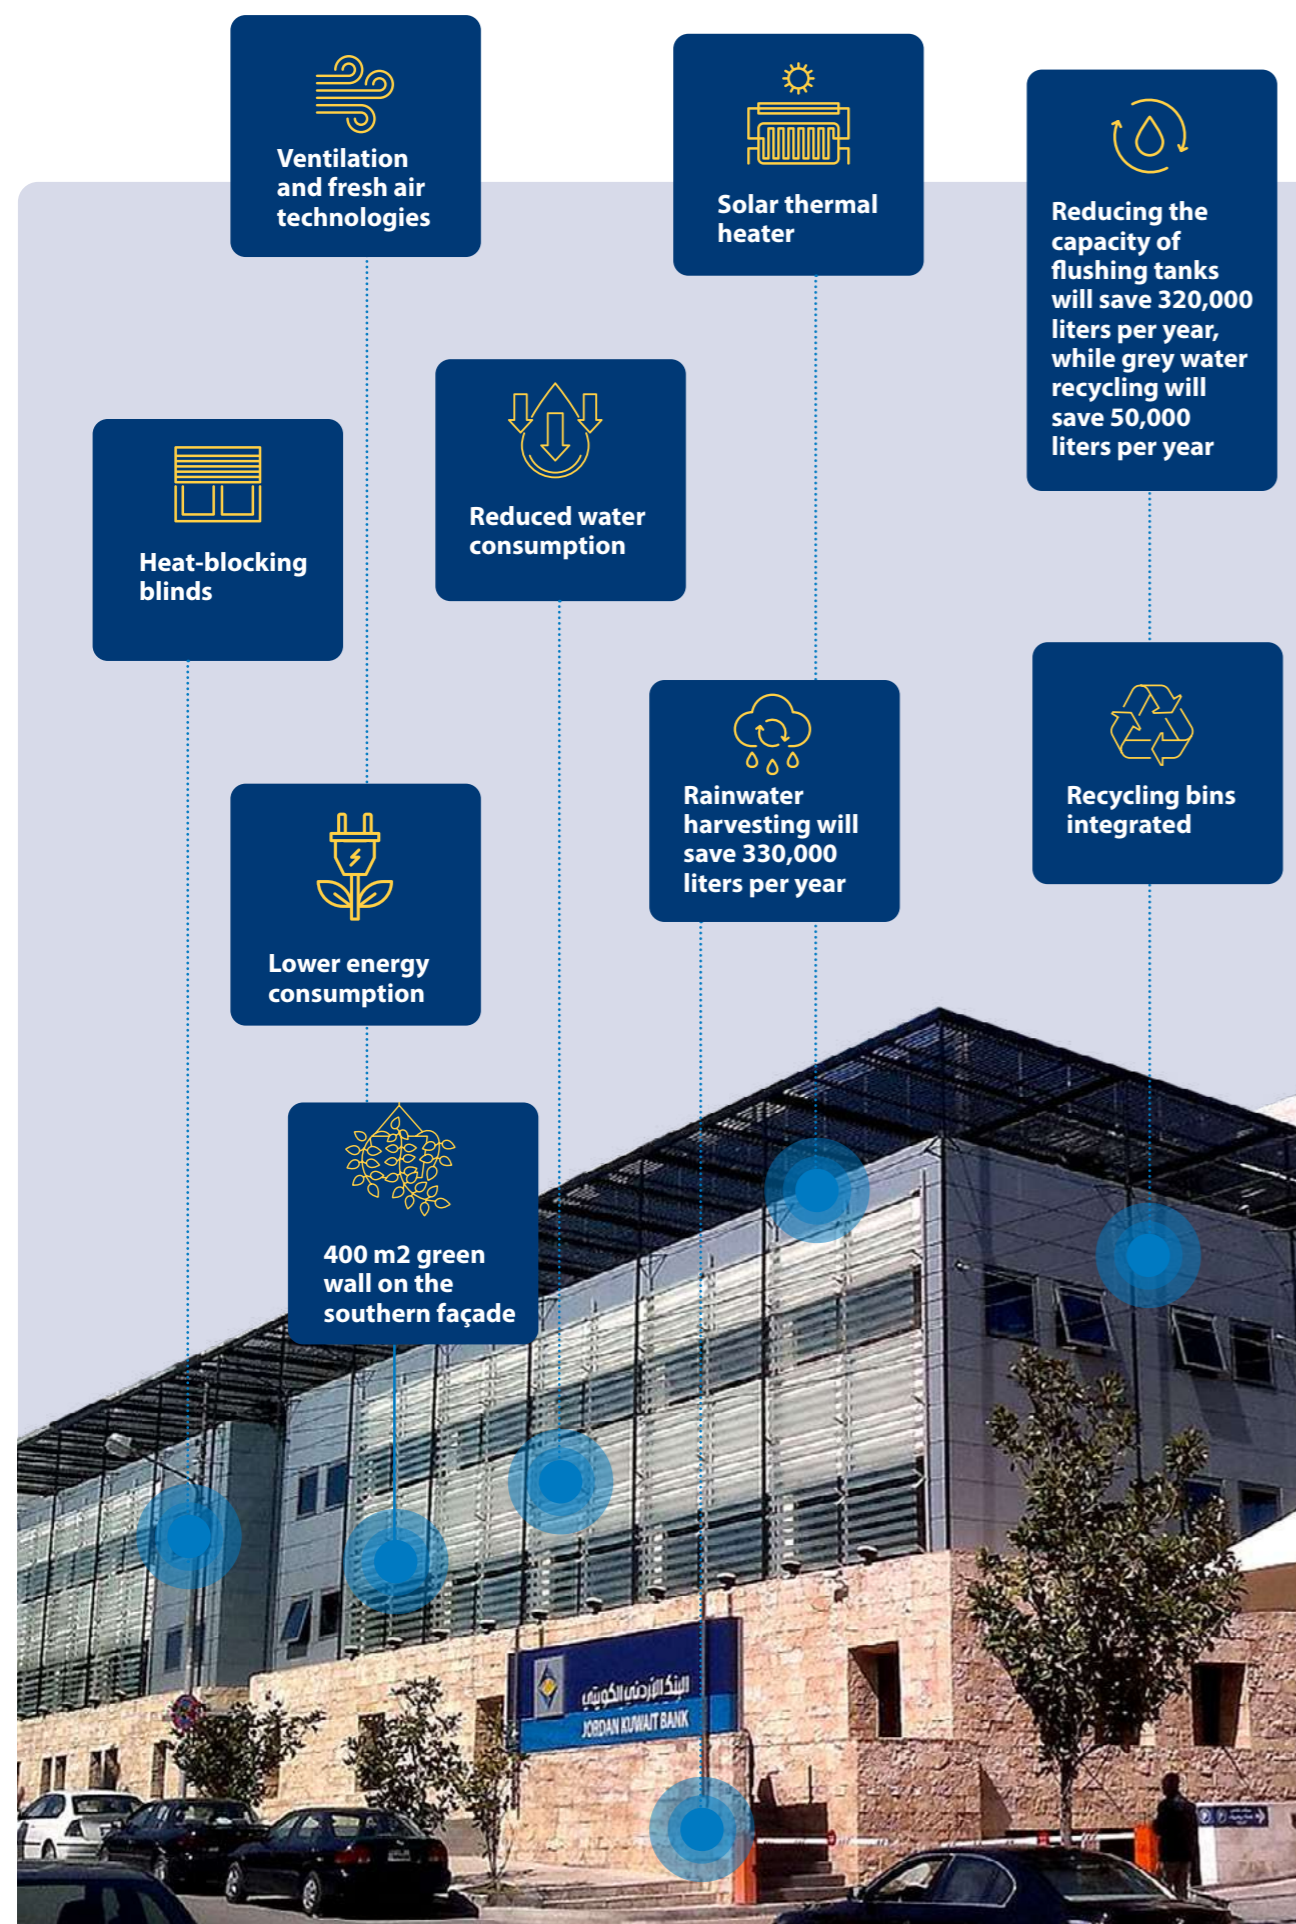 Ventilation
and fresh air
technologies
Solar thermal
heater
Reducing the
capacity of
flushing tanks
will save 320,000
liters per year,
while grey water
recycling will
save 50,000
liters per year
Heat-blocking
blinds
Reduced water
consumption
Lower energy
consumption
Rainwater
harvesting will
save 330,000
liters per year
Recycling bins
integrated
400 m2 green
wall on the
southern façade
البنك الأردني الكويتي
JORDAN KUWAIT BANK